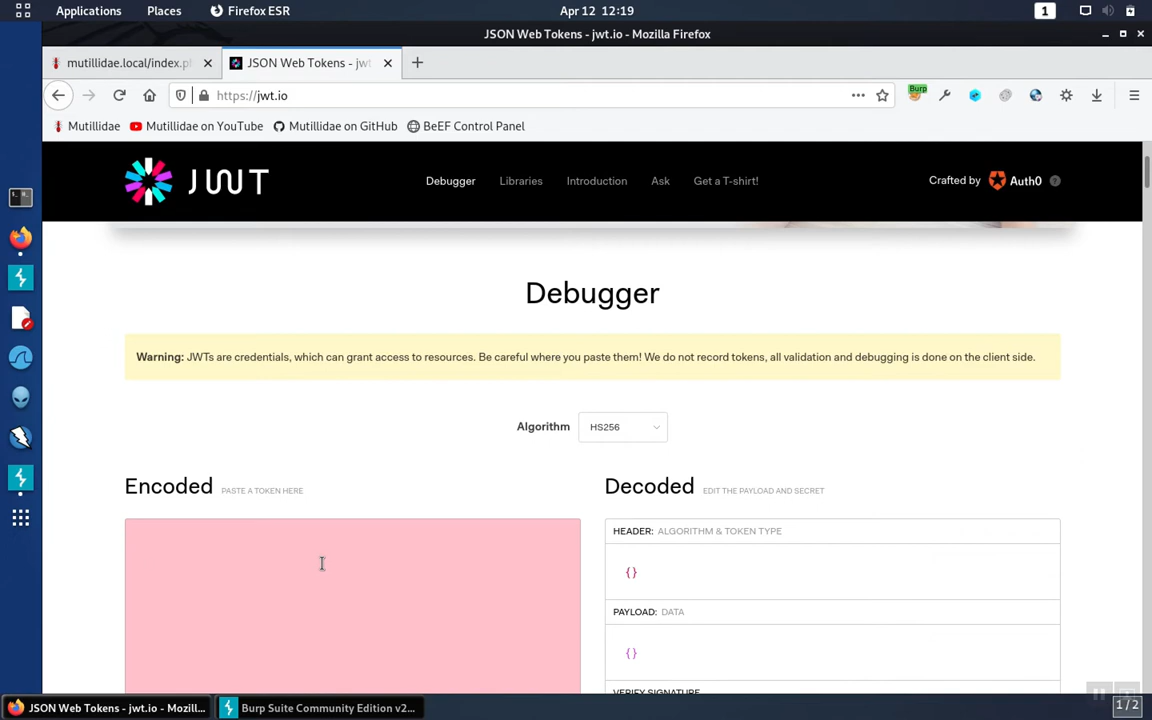 Applications Places Firefox ESR Apr 12 12:19 1
JSON Web Tokens - jwt.io - Mozilla Firefox
mutillidae.local/index.p JSON Web Tokens - jwt
https://jwt.io Burp
Mutillidae Mutillidae on YouTube Mutillidae on GitHub BeEF Control Panel
JWT Debugger Libraries Introduction Ask Get a T-shirt! Crafted by Auth0 ?
Debugger
Warning: JWTs are credentials, which can grant access to resources. Be careful where you paste them! We do not record tokens, all validation and debugging is done on the client side.
Algorithm HS256
Encoded PASTE A TOKEN HERE
Decoded EDIT THE PAYLOAD AND SECRET
HEADER: ALGORITHM & TOKEN TYPE
{}
PAYLOAD: DATA
{}
VERIFY SIGNATURE
JSON Web Tokens - jwt.io - Mozill... Burp Suite Community Edition v2... 1/2